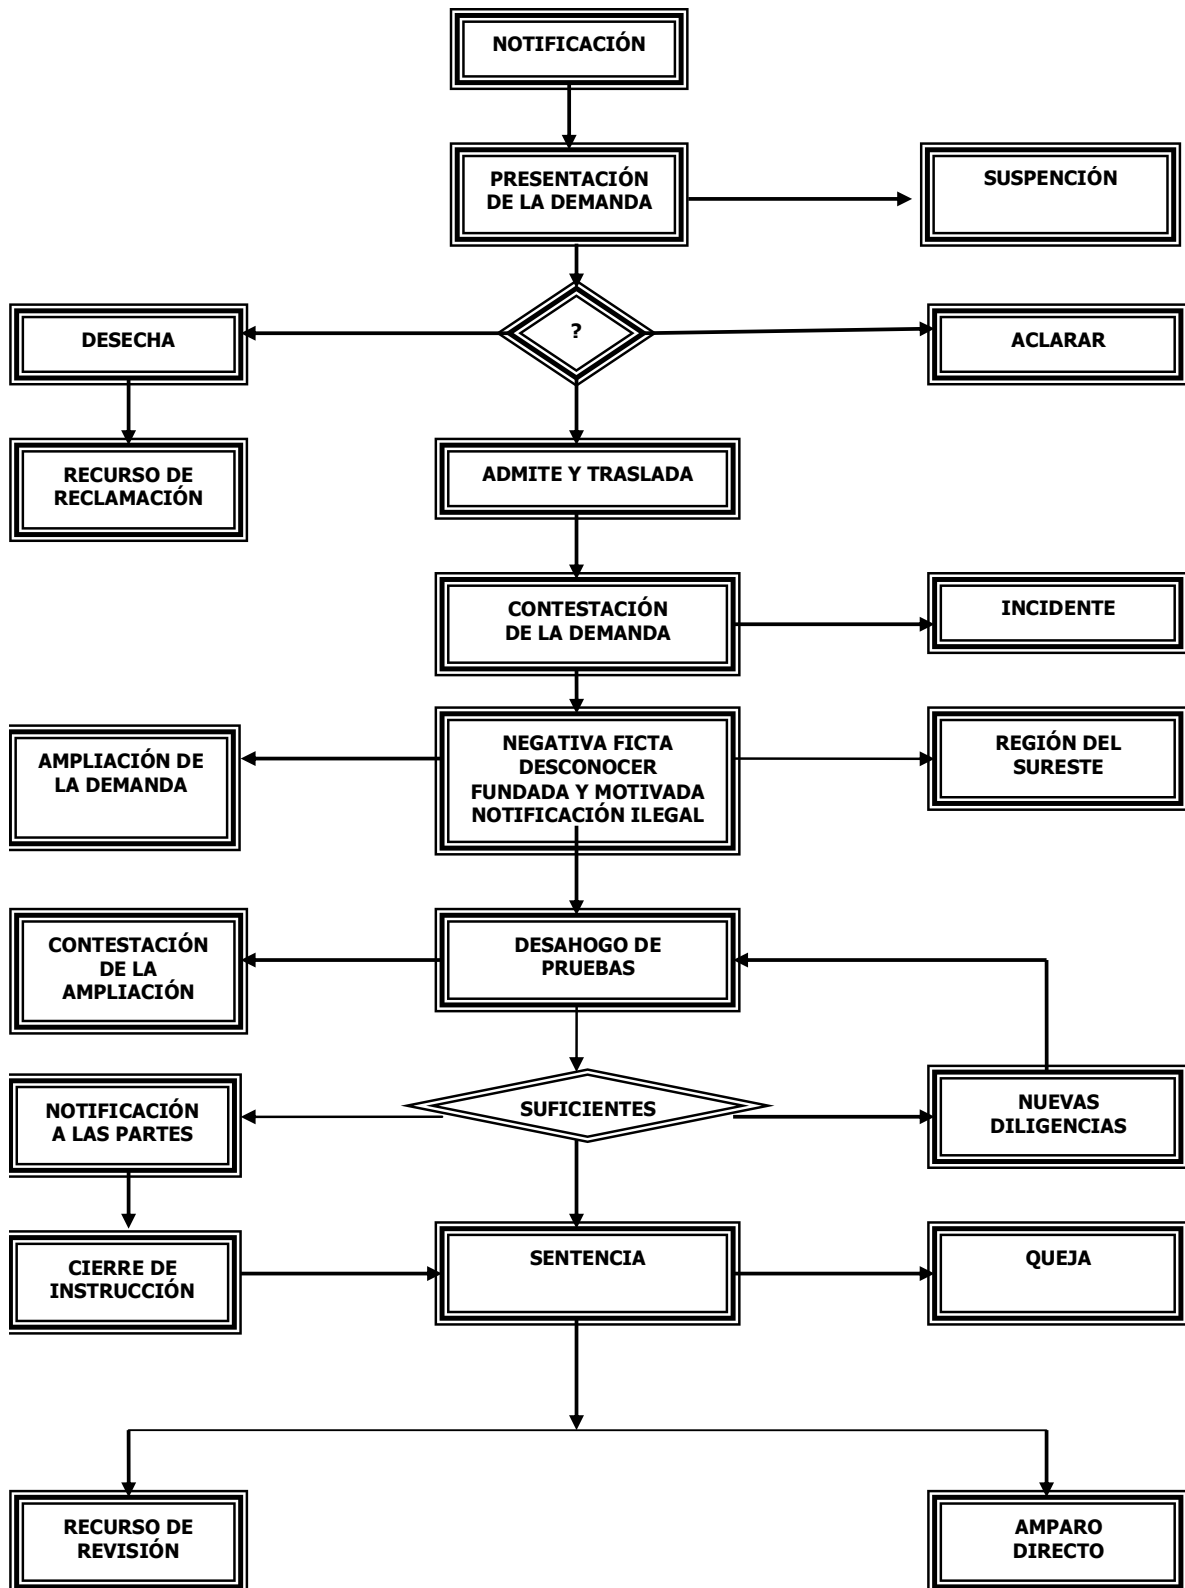 NOTIFICACIÓN
PRESENTACIÓN
DE LA DEMANDA
SUSPENCIÓN
DESECHA
?
ACLARAR
RECURSO DE
RECLAMACIÓN
ADMITE Y TRASLADA
CONTESTACIÓN
DE LA DEMANDA
INCIDENTE
AMPLIACIÓN DE
LA DEMANDA
NEGATIVA FICTA
DESCONOCER
FUNDADA Y MOTIVADA
NOTIFICACIÓN ILEGAL
REGIÓN DEL
SURESTE
CONTESTACIÓN
DE LA
AMPLIACIÓN
DESAHOGO DE
PRUEBAS
NOTIFICACIÓN
A LAS PARTES
SUFICIENTES
NUEVAS
DILIGENCIAS
CIERRE DE
INSTRUCCIÓN
SENTENCIA
QUEJA
RECURSO DE
REVISIÓN
AMPARO
DIRECTO